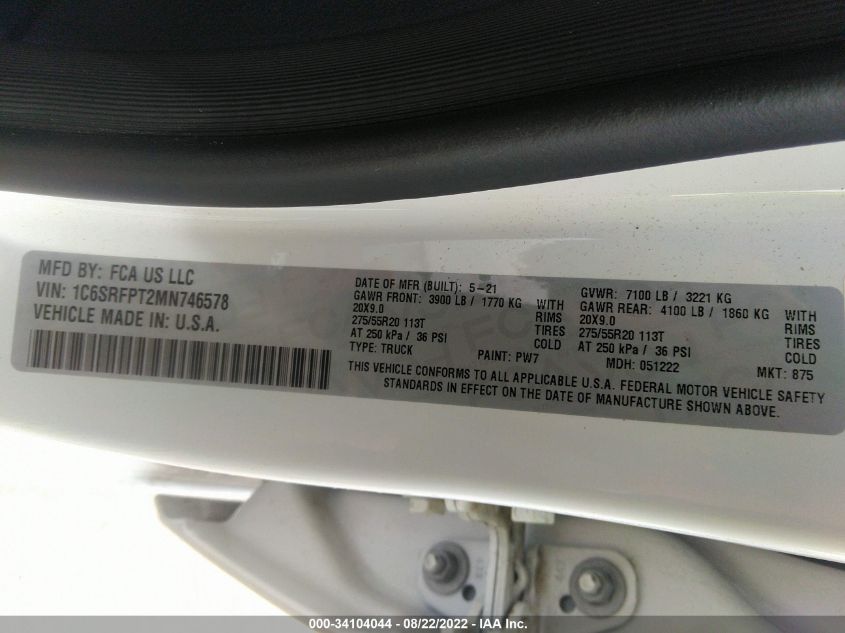 MFD BY: FCA US LLC
VIN: 1C6SRFPT2MN746578
VEHICLE MADE IN: U.S.A.
DATE OF MFR (BUILT): 5-21
GAWR FRONT: 3900 LB / 1770 KG WITH
20X9.0 RIMS
275/55R20 113T TIRES
AT 250 kPa / 36 PSI COLD
TYPE: TRUCK PAINT: PW7
GVWR: 7100 LB / 3221 KG
GAWR REAR: 4100 LB / 1860 KG WITH
20X9.0 RIMS
275/55R20 113T TIRES
AT 250 kPa / 36 PSI COLD
MDH: 051222 MKT: 875
THIS VEHICLE CONFORMS TO ALL APPLICABLE U.S.A. FEDERAL MOTOR VEHICLE SAFETY
STANDARDS IN EFFECT ON THE DATE OF MANUFACTURE SHOWN ABOVE.
000-34104044 - 08/22/2022 - IAA Inc.